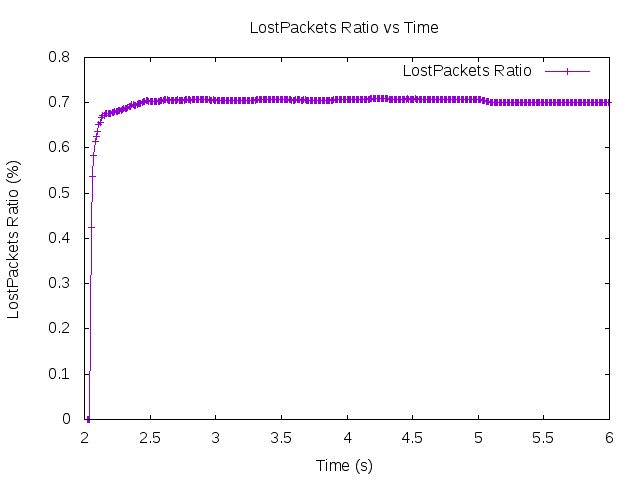 LostPackets Ratio vs Time
LostPackets Ratio
LostPackets Ratio (%)
0.8
0.7
0.6
0.5
0.4
0.3
0.2
0.1
0
2 2.5 3 3.5 4 4.5 5 5.5 6
Time (s)